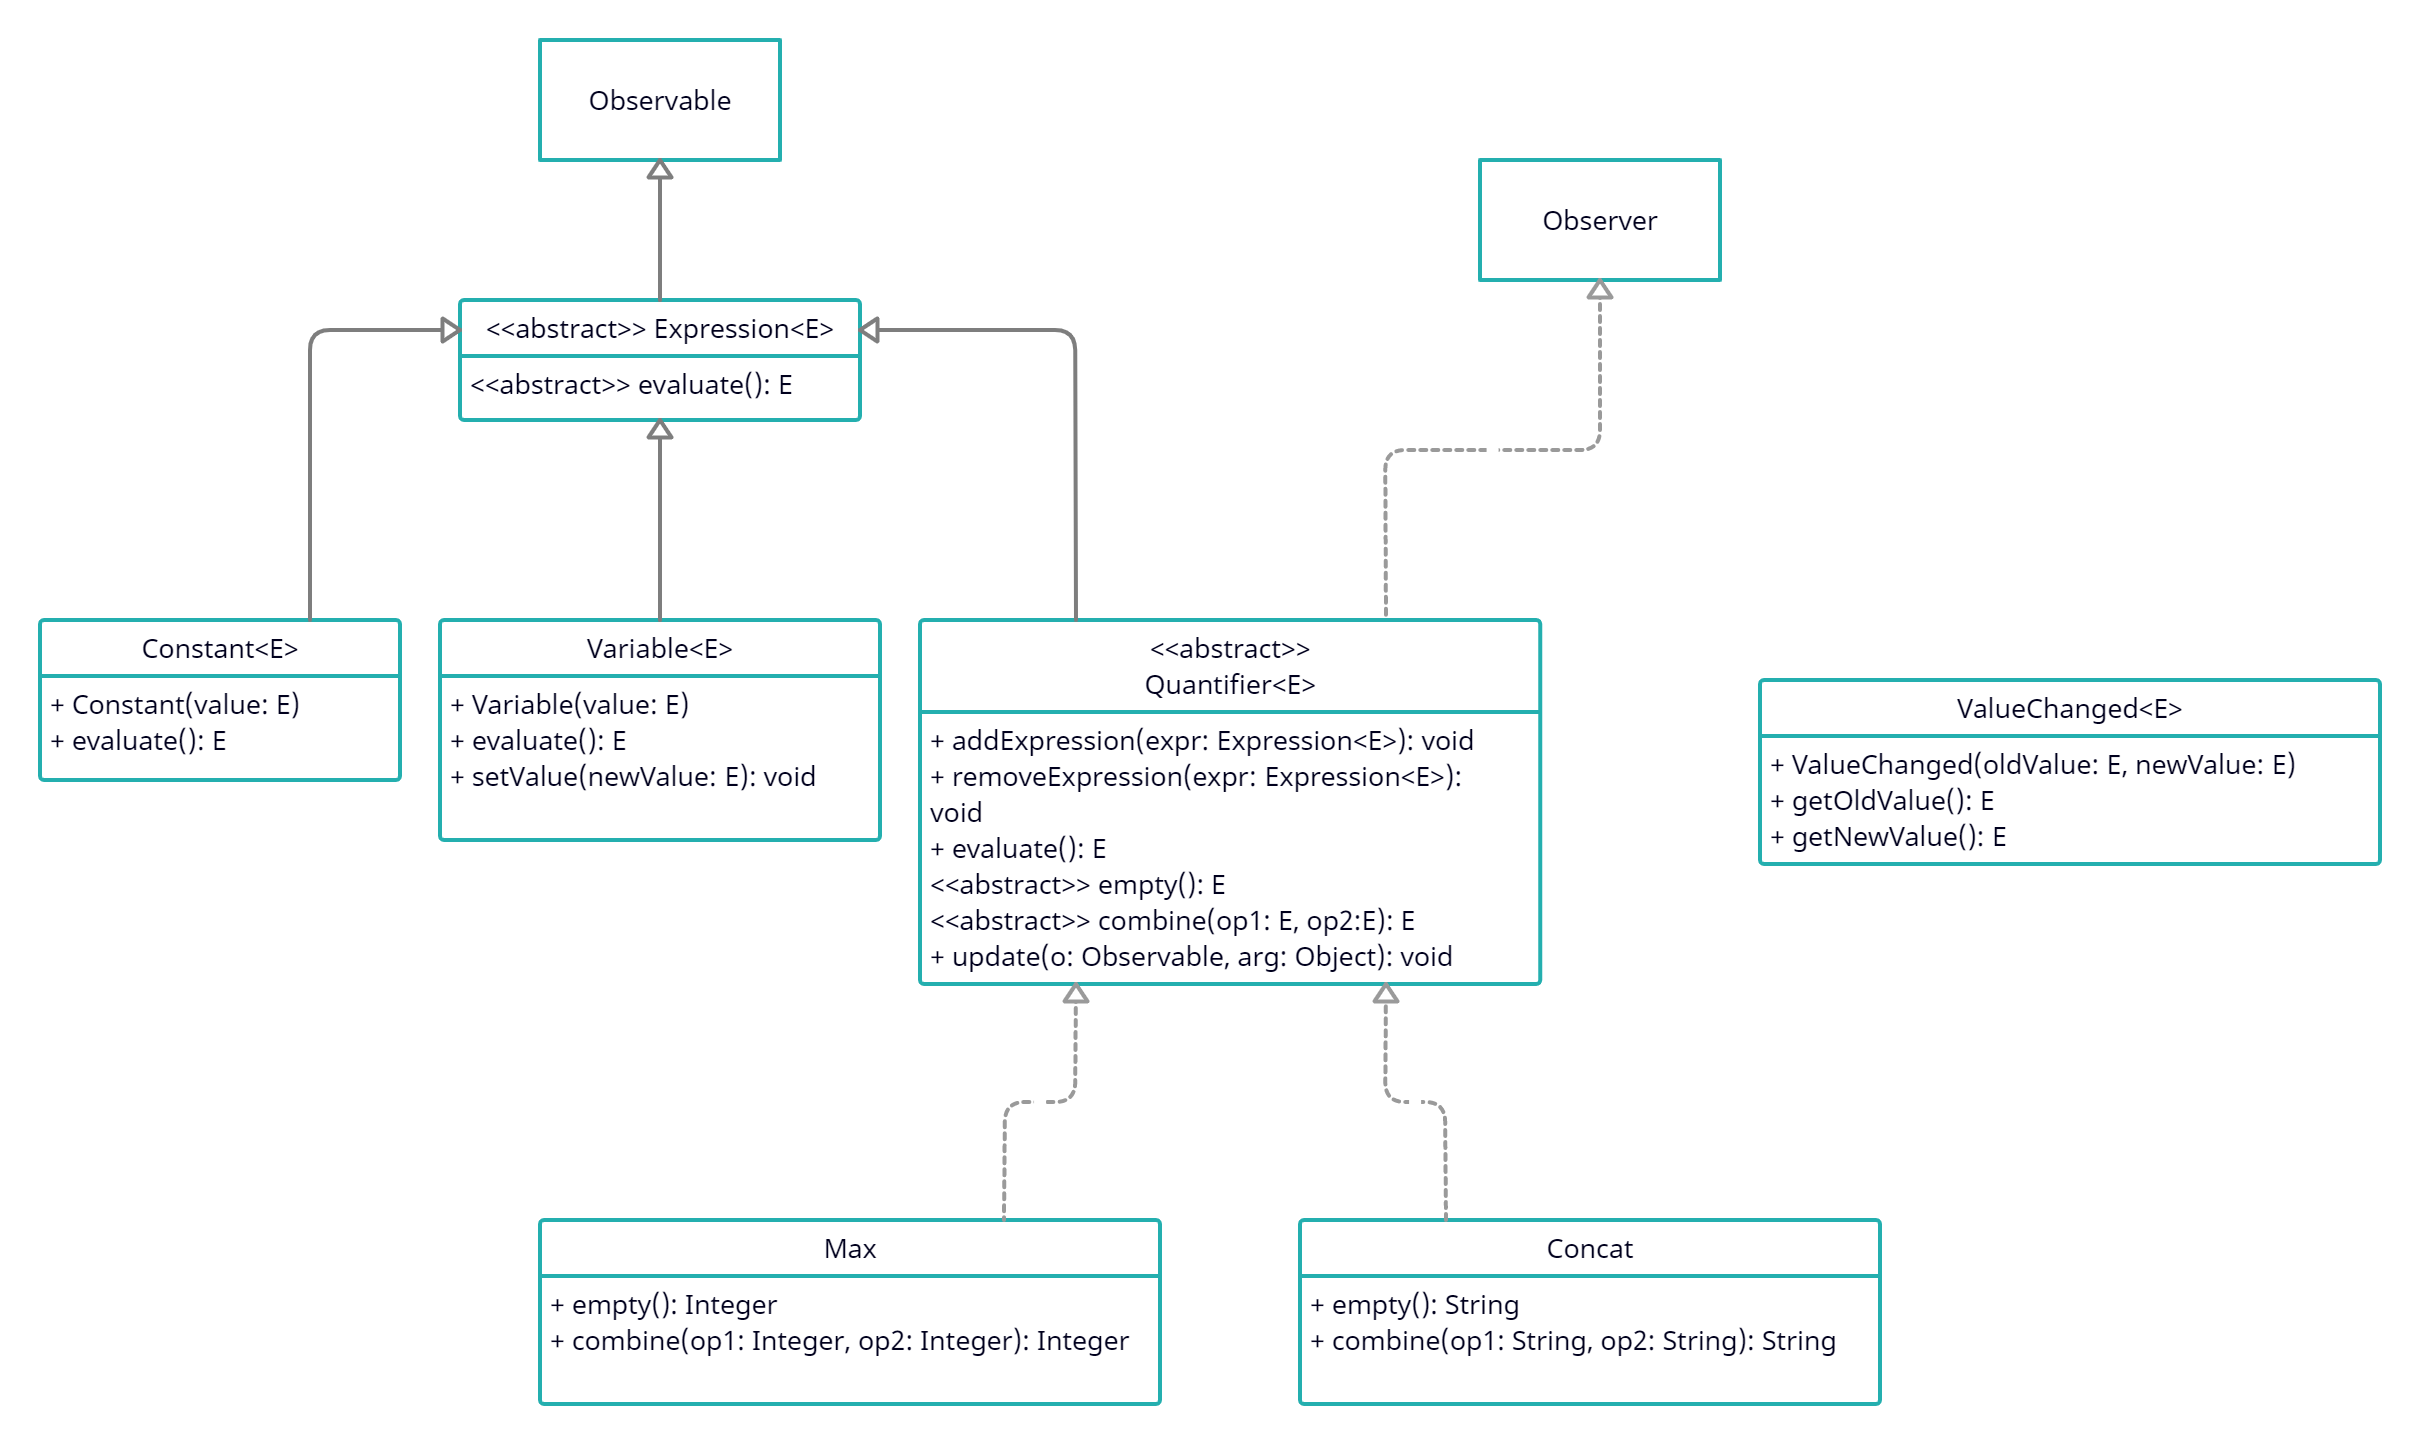 Observable
Observer
<<abstract>> Expression<E>
<<abstract>> evaluate(): E
Constant<E>
+ Constant(value: E)
+ evaluate(): E
Variable<E>
+ Variable(value: E)
+ evaluate(): E
+ setValue(newValue: E): void
<<abstract>>
Quantifier<E>
+ addExpression(expr: Expression<E>): void
+ removeExpression(expr: Expression<E>):
void
+ evaluate(): E
<<abstract>> empty(): E
<<abstract>> combine(op1: E, op2:E): E
+ update(o: Observable, arg: Object): void
ValueChanged<E>
+ ValueChanged(oldValue: E, newValue: E)
+ getOldValue(): E
+ getNewValue(): E
Max
+ empty(): Integer
+ combine(op1: Integer, op2: Integer): Integer
Concat
+ empty(): String
+ combine(op1: String, op2: String): String